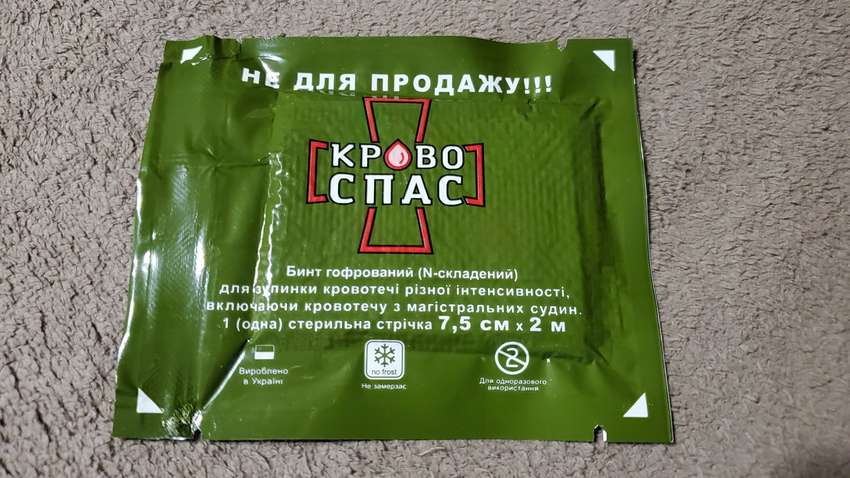 НЕ ДЛЯ ПРОДАЖУ!!!
КРОВО
СПАС
Бинт гофрований (N-складений)
для зупинки кровотечі різної інтенсивності,
включаючи кровотечу з магістральних судин.
1 (одна) стерильна стрічка 7,5 см х 2 м
Вироблено
в Україні
no frost
Не замерзає
2
Для одноразового
використання